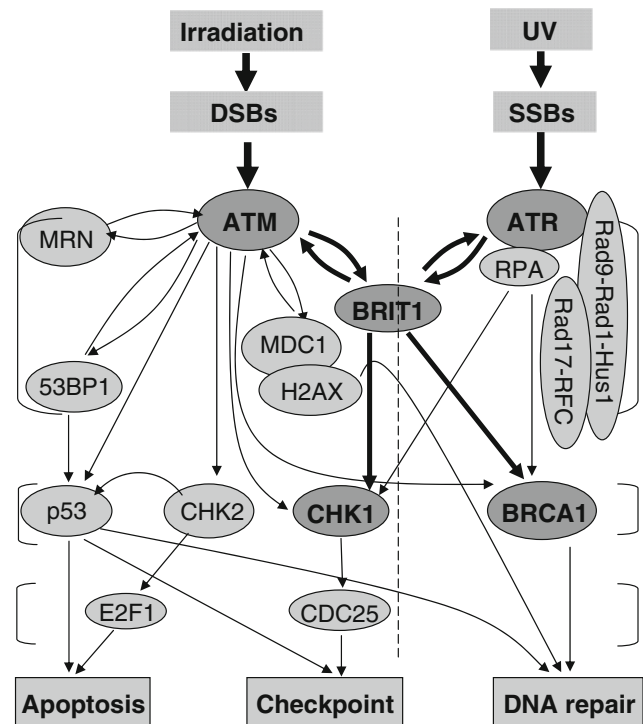 Irradiation
UV
DSBs
SSBs
ATM
ATR
MRN
RPA
Rad9-Rad1-Hus1
BRIT1
Rad17-RFC
MDC1
53BP1
H2AX
p53
CHK2
CHK1
BRCA1
E2F1
CDC25
Apoptosis
Checkpoint
DNA repair